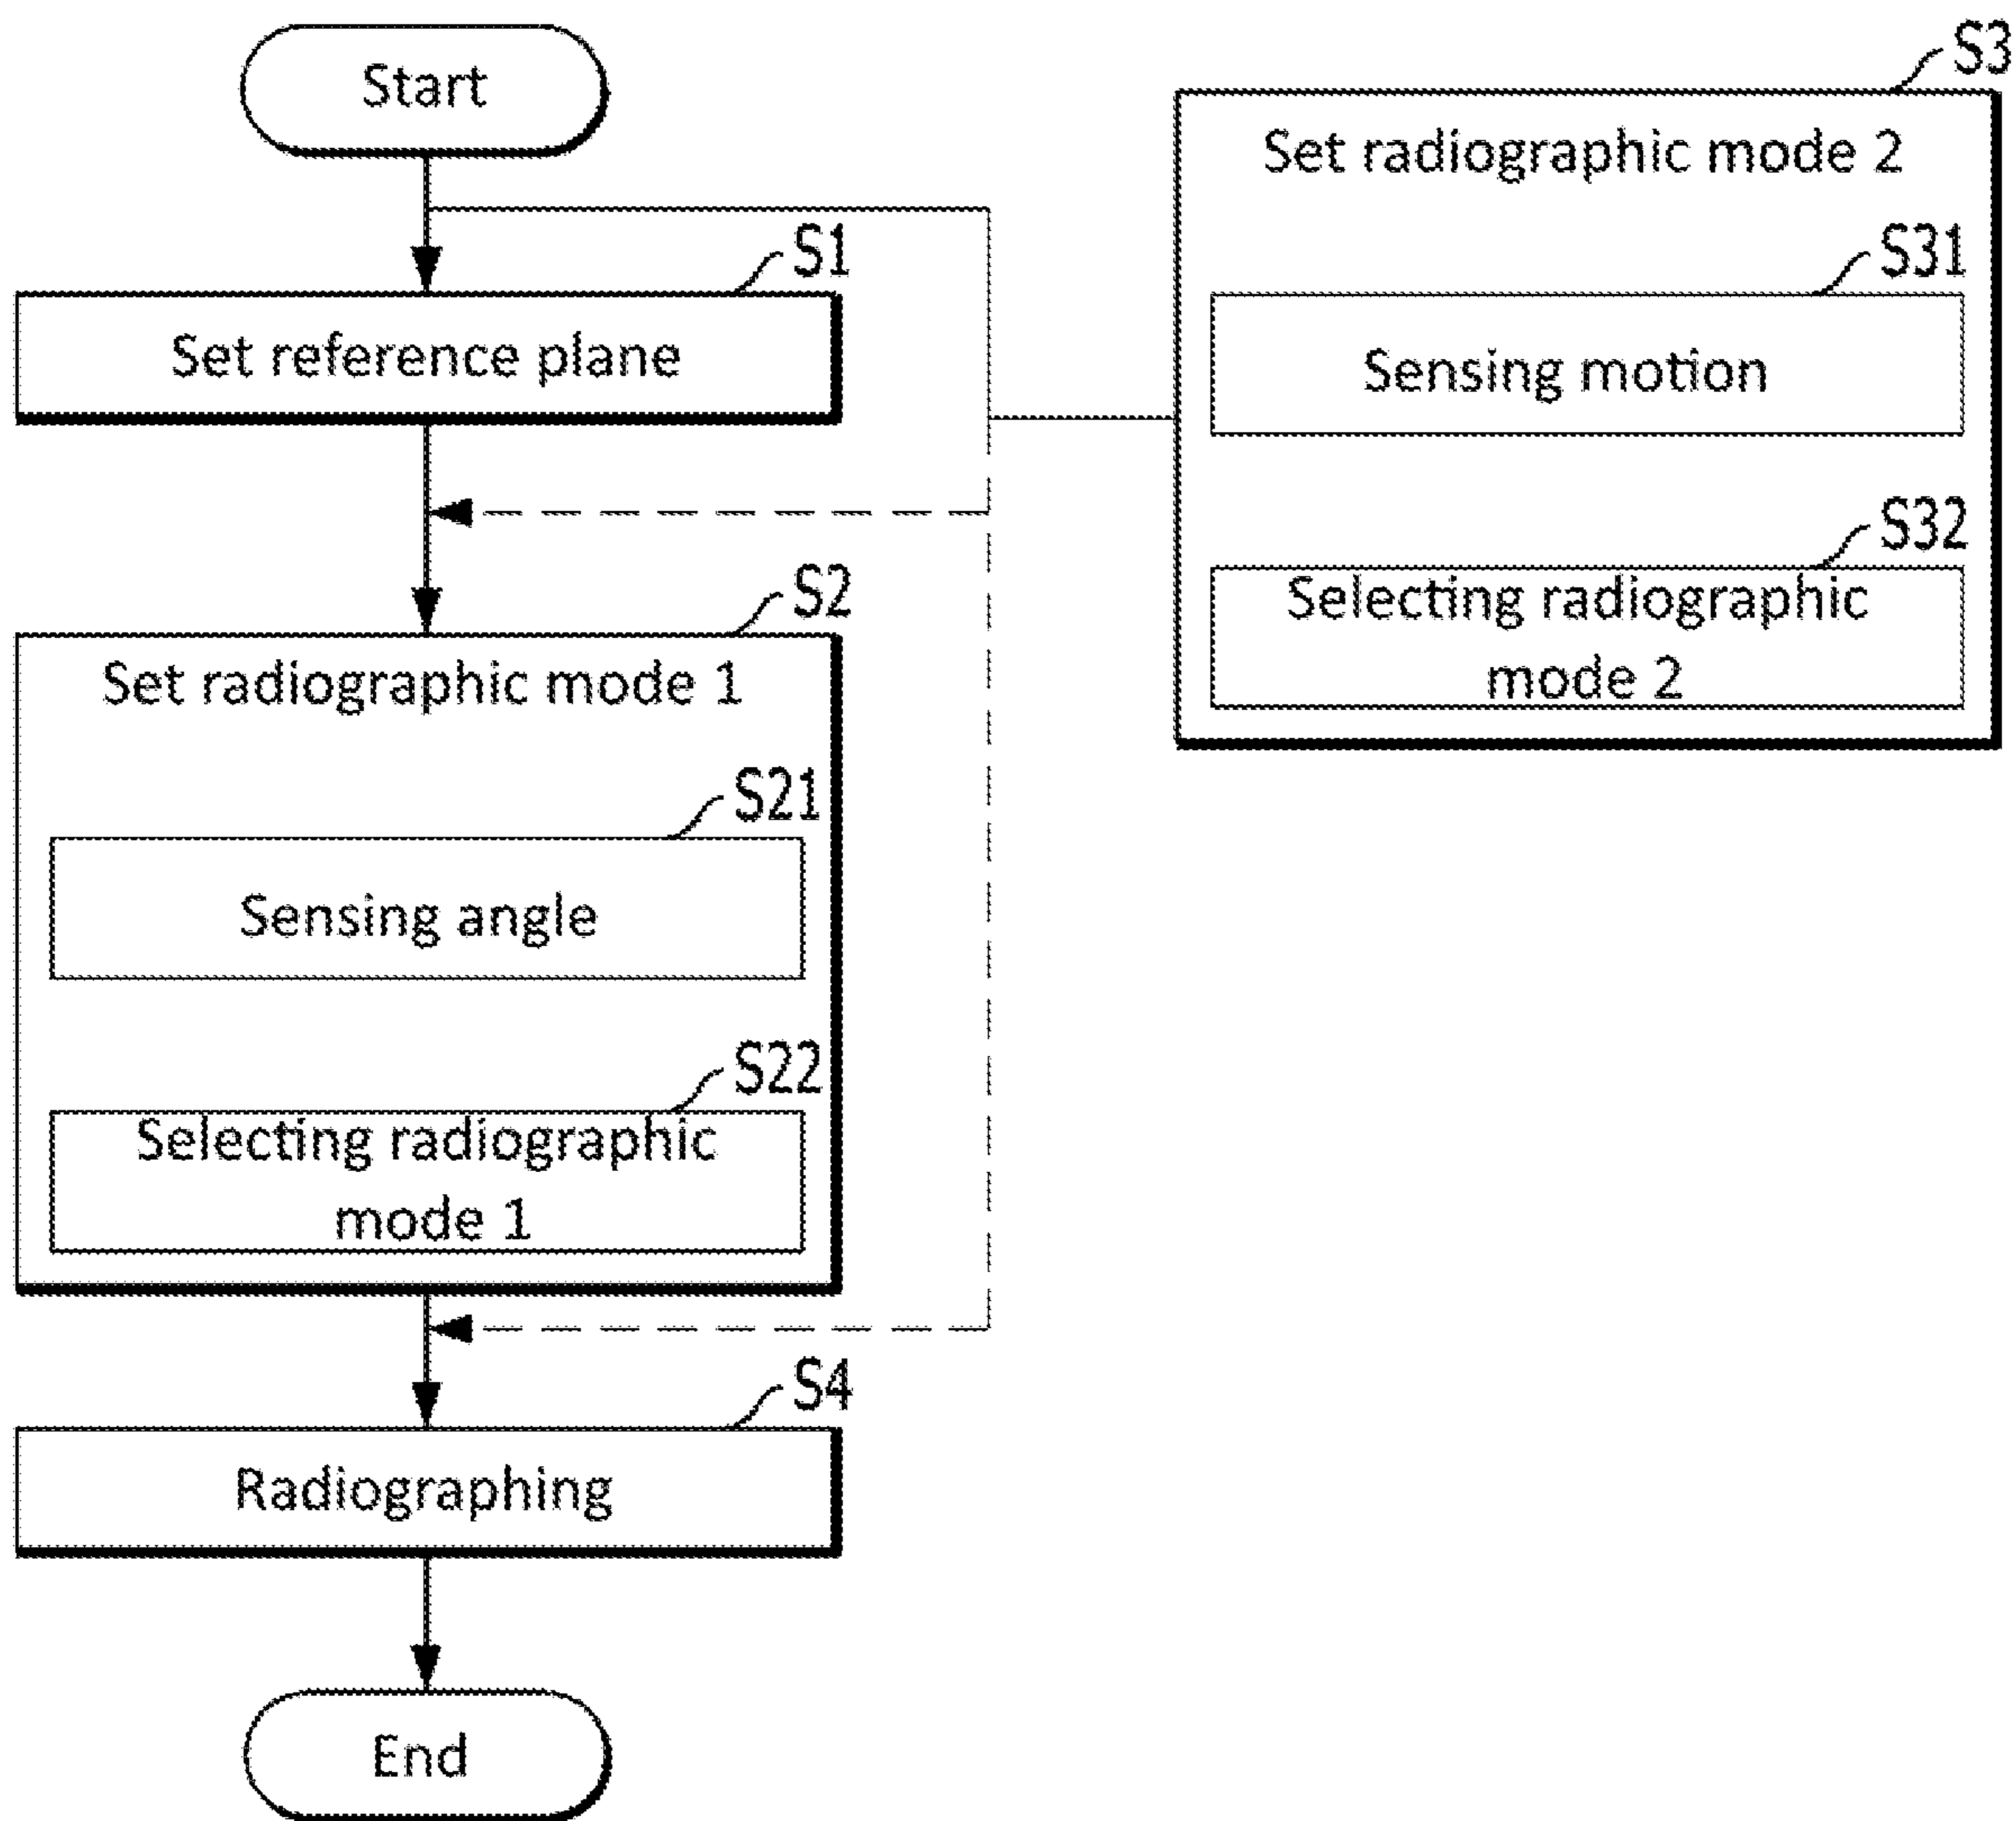 Start
S1
Set reference plane
S2
Set radiographic mode 1
S21
Sensing angle
S22
Selecting radiographic
mode 1
S4
Radiographing
End
S3
Set radiographic mode 2
S31
Sensing motion
S32
Selecting radiographic
mode 2